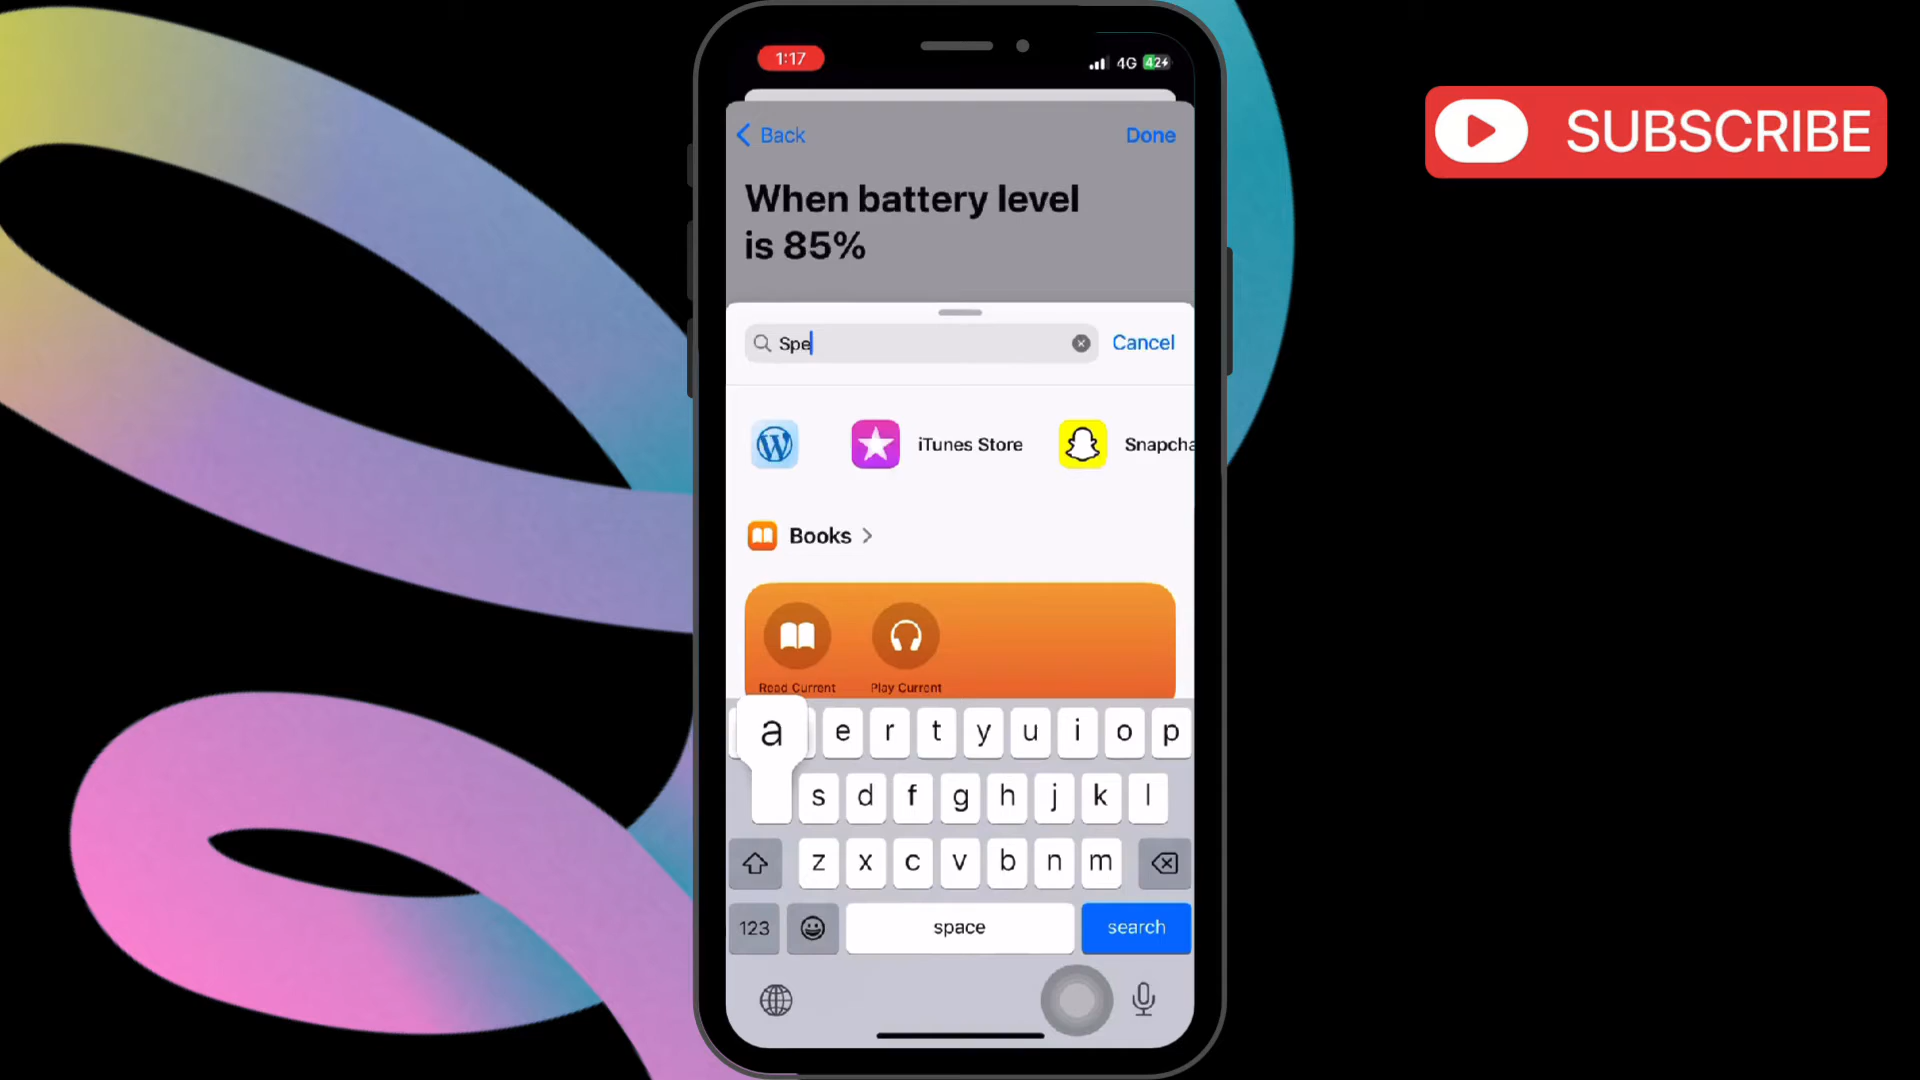 1:17
4G 42
Back
Done
When battery level
is 85%
Spe
Cancel
iTunes Store
Snapcha
Books
Read Current
Play Current
a e r t y u i o p
s d f g h j k l
z x c v b n m
123
space
search
SUBSCRIBE